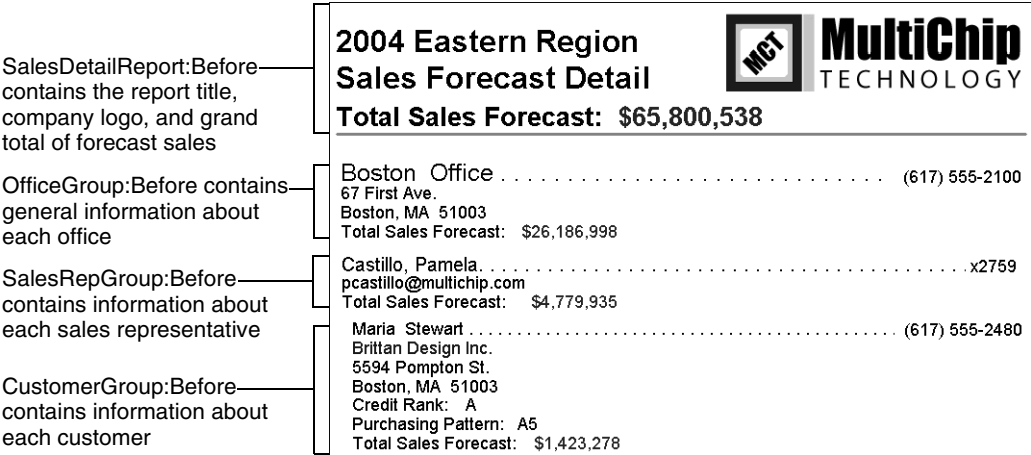 SalesDetailReport:Before
contains the report title,
company logo, and grand
total of forecast sales
OfficeGroup:Before contains
general information about
each office
SalesRepGroup:Before
contains information about
each sales representative
CustomerGroup:Before
contains information about
each customer
2004 Eastern Region
Sales Forecast Detail
Total Sales Forecast: $65,800,538
MCT
MultiChip
TECHNOLOGY
Boston Office . . . . . . . . . . . . . . . . . . . . . . . . . . . . . . (617) 555-2100
67 First Ave.
Boston, MA 51003
Total Sales Forecast: $26,186,998
Castillo, Pamela. . . . . . . . . . . . . . . . . . . . . . . . . . . . . . . . . . . . . . . . x2759
pcastillo@multichip.com
Total Sales Forecast: $4,779,935
Maria Stewart . . . . . . . . . . . . . . . . . . . . . . . . . . . . . . . . . . . (617) 555-2480
Brittan Design Inc.
5594 Pompton St.
Boston, MA 51003
Credit Rank: A
Purchasing Pattern: A5
Total Sales Forecast: $1,423,278